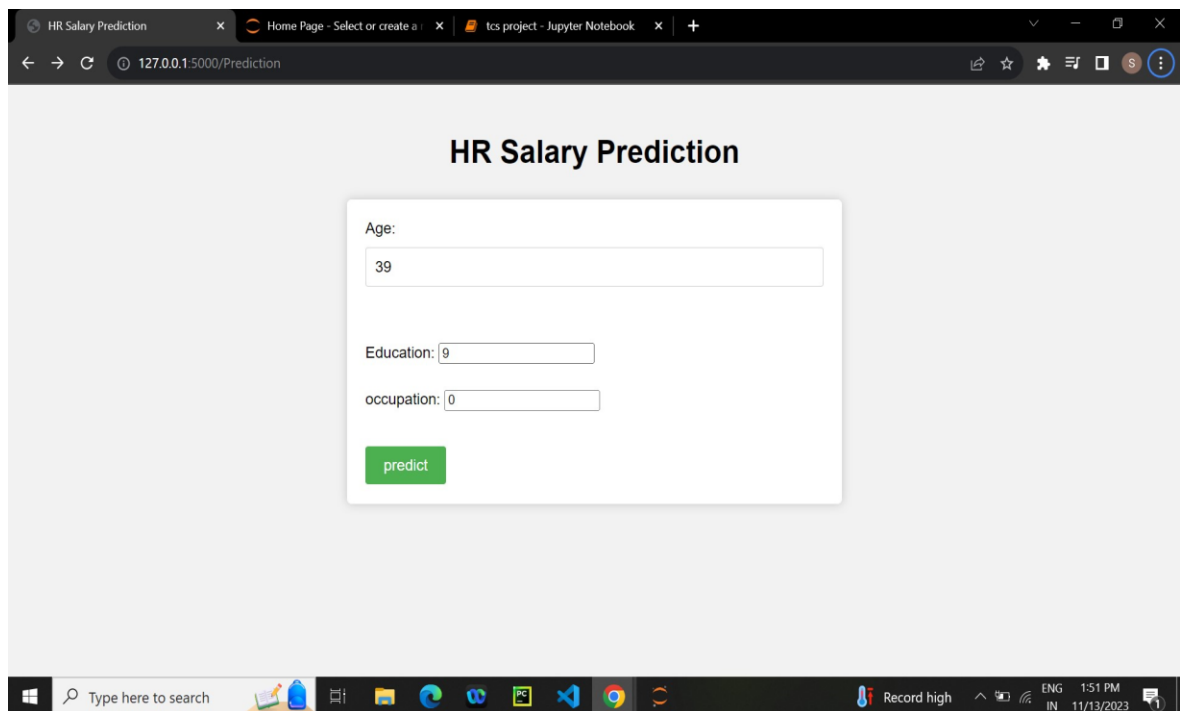 HR Salary Prediction
Home Page - Select or create a
tcs project - Jupyter Notebook
127.0.0.1:5000/Prediction
S
HR Salary Prediction
Age:
39
Education: 9
occupation: 0
predict
Type here to search
PC
Record high
ENG
IN
1:51 PM
11/13/2023
1